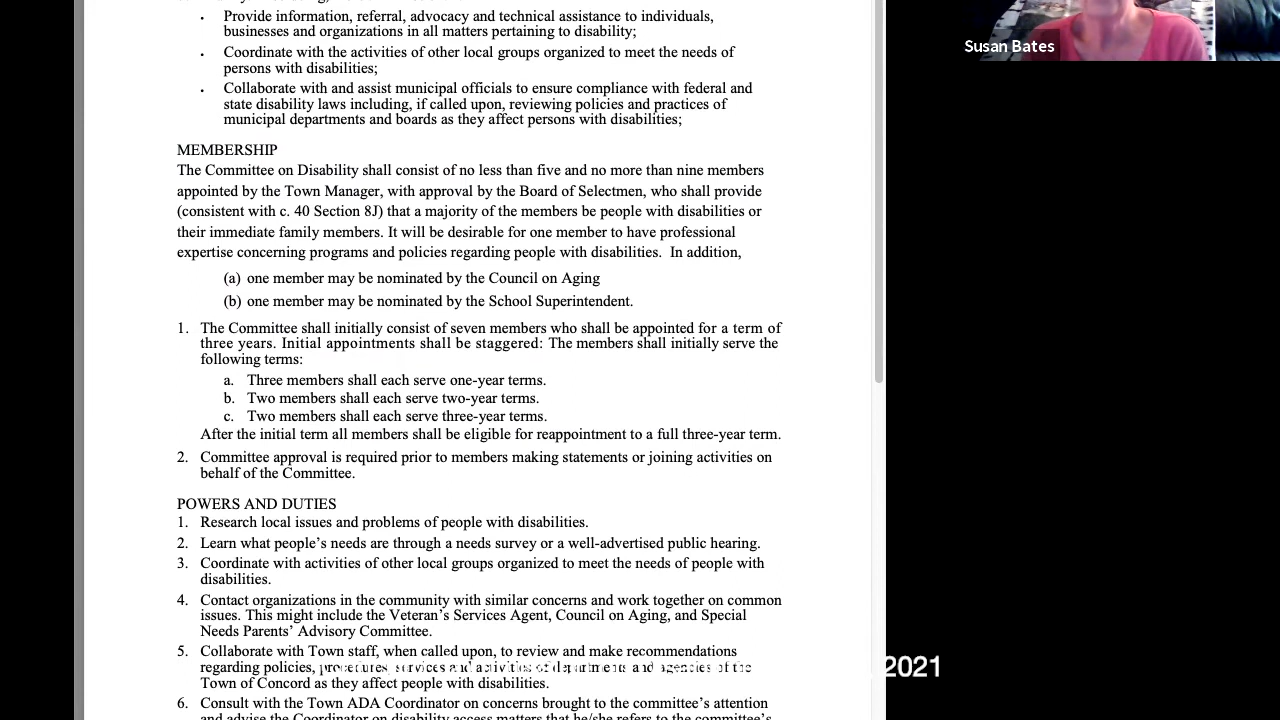 • Provide information, referral, advocacy and technical assistance to individuals,
businesses and organizations in all matters pertaining to disability;
• Coordinate with the activities of other local groups organized to meet the needs of
persons with disabilities;
• Collaborate with and assist municipal officials to ensure compliance with federal and
state disability laws including, if called upon, reviewing policies and practices of
municipal departments and boards as they affect persons with disabilities;
MEMBERSHIP
The Committee on Disability shall consist of no less than five and no more than nine members
appointed by the Town Manager, with approval by the Board of Selectmen, who shall provide
(consistent with c. 40 Section 8J) that a majority of the members be people with disabilities or
their immediate family members. It will be desirable for one member to have professional
expertise concerning programs and policies regarding people with disabilities.  In addition,
(a) one member may be nominated by the Council on Aging
(b) one member may be nominated by the School Superintendent.
1. The Committee shall initially consist of seven members who shall be appointed for a term of
three years. Initial appointments shall be staggered: The members shall initially serve the
following terms:
a. Three members shall each serve one-year terms.
b. Two members shall each serve two-year terms.
c. Two members shall each serve three-year terms.
After the initial term all members shall be eligible for reappointment to a full three-year term.
2. Committee approval is required prior to members making statements or joining activities on
behalf of the Committee.
POWERS AND DUTIES
1. Research local issues and problems of people with disabilities.
2. Learn what people’s needs are through a needs survey or a well-advertised public hearing.
3. Coordinate with activities of other local groups organized to meet the needs of people with
disabilities.
4. Contact organizations in the community with similar concerns and work together on common
issues. This might include the Veteran’s Services Agent, Council on Aging, and Special
Needs Parents’ Advisory Committee.
5. Collaborate with Town staff, when called upon, to review and make recommendations
regarding policies,
Town of Concord as they affect people with disabilities.
6. Consult with the Town ADA Coordinator on concerns brought to the committee’s attention
and advise the Coordinator on disability access matters that he/she refers to the committee’s
Susan Bates
2021